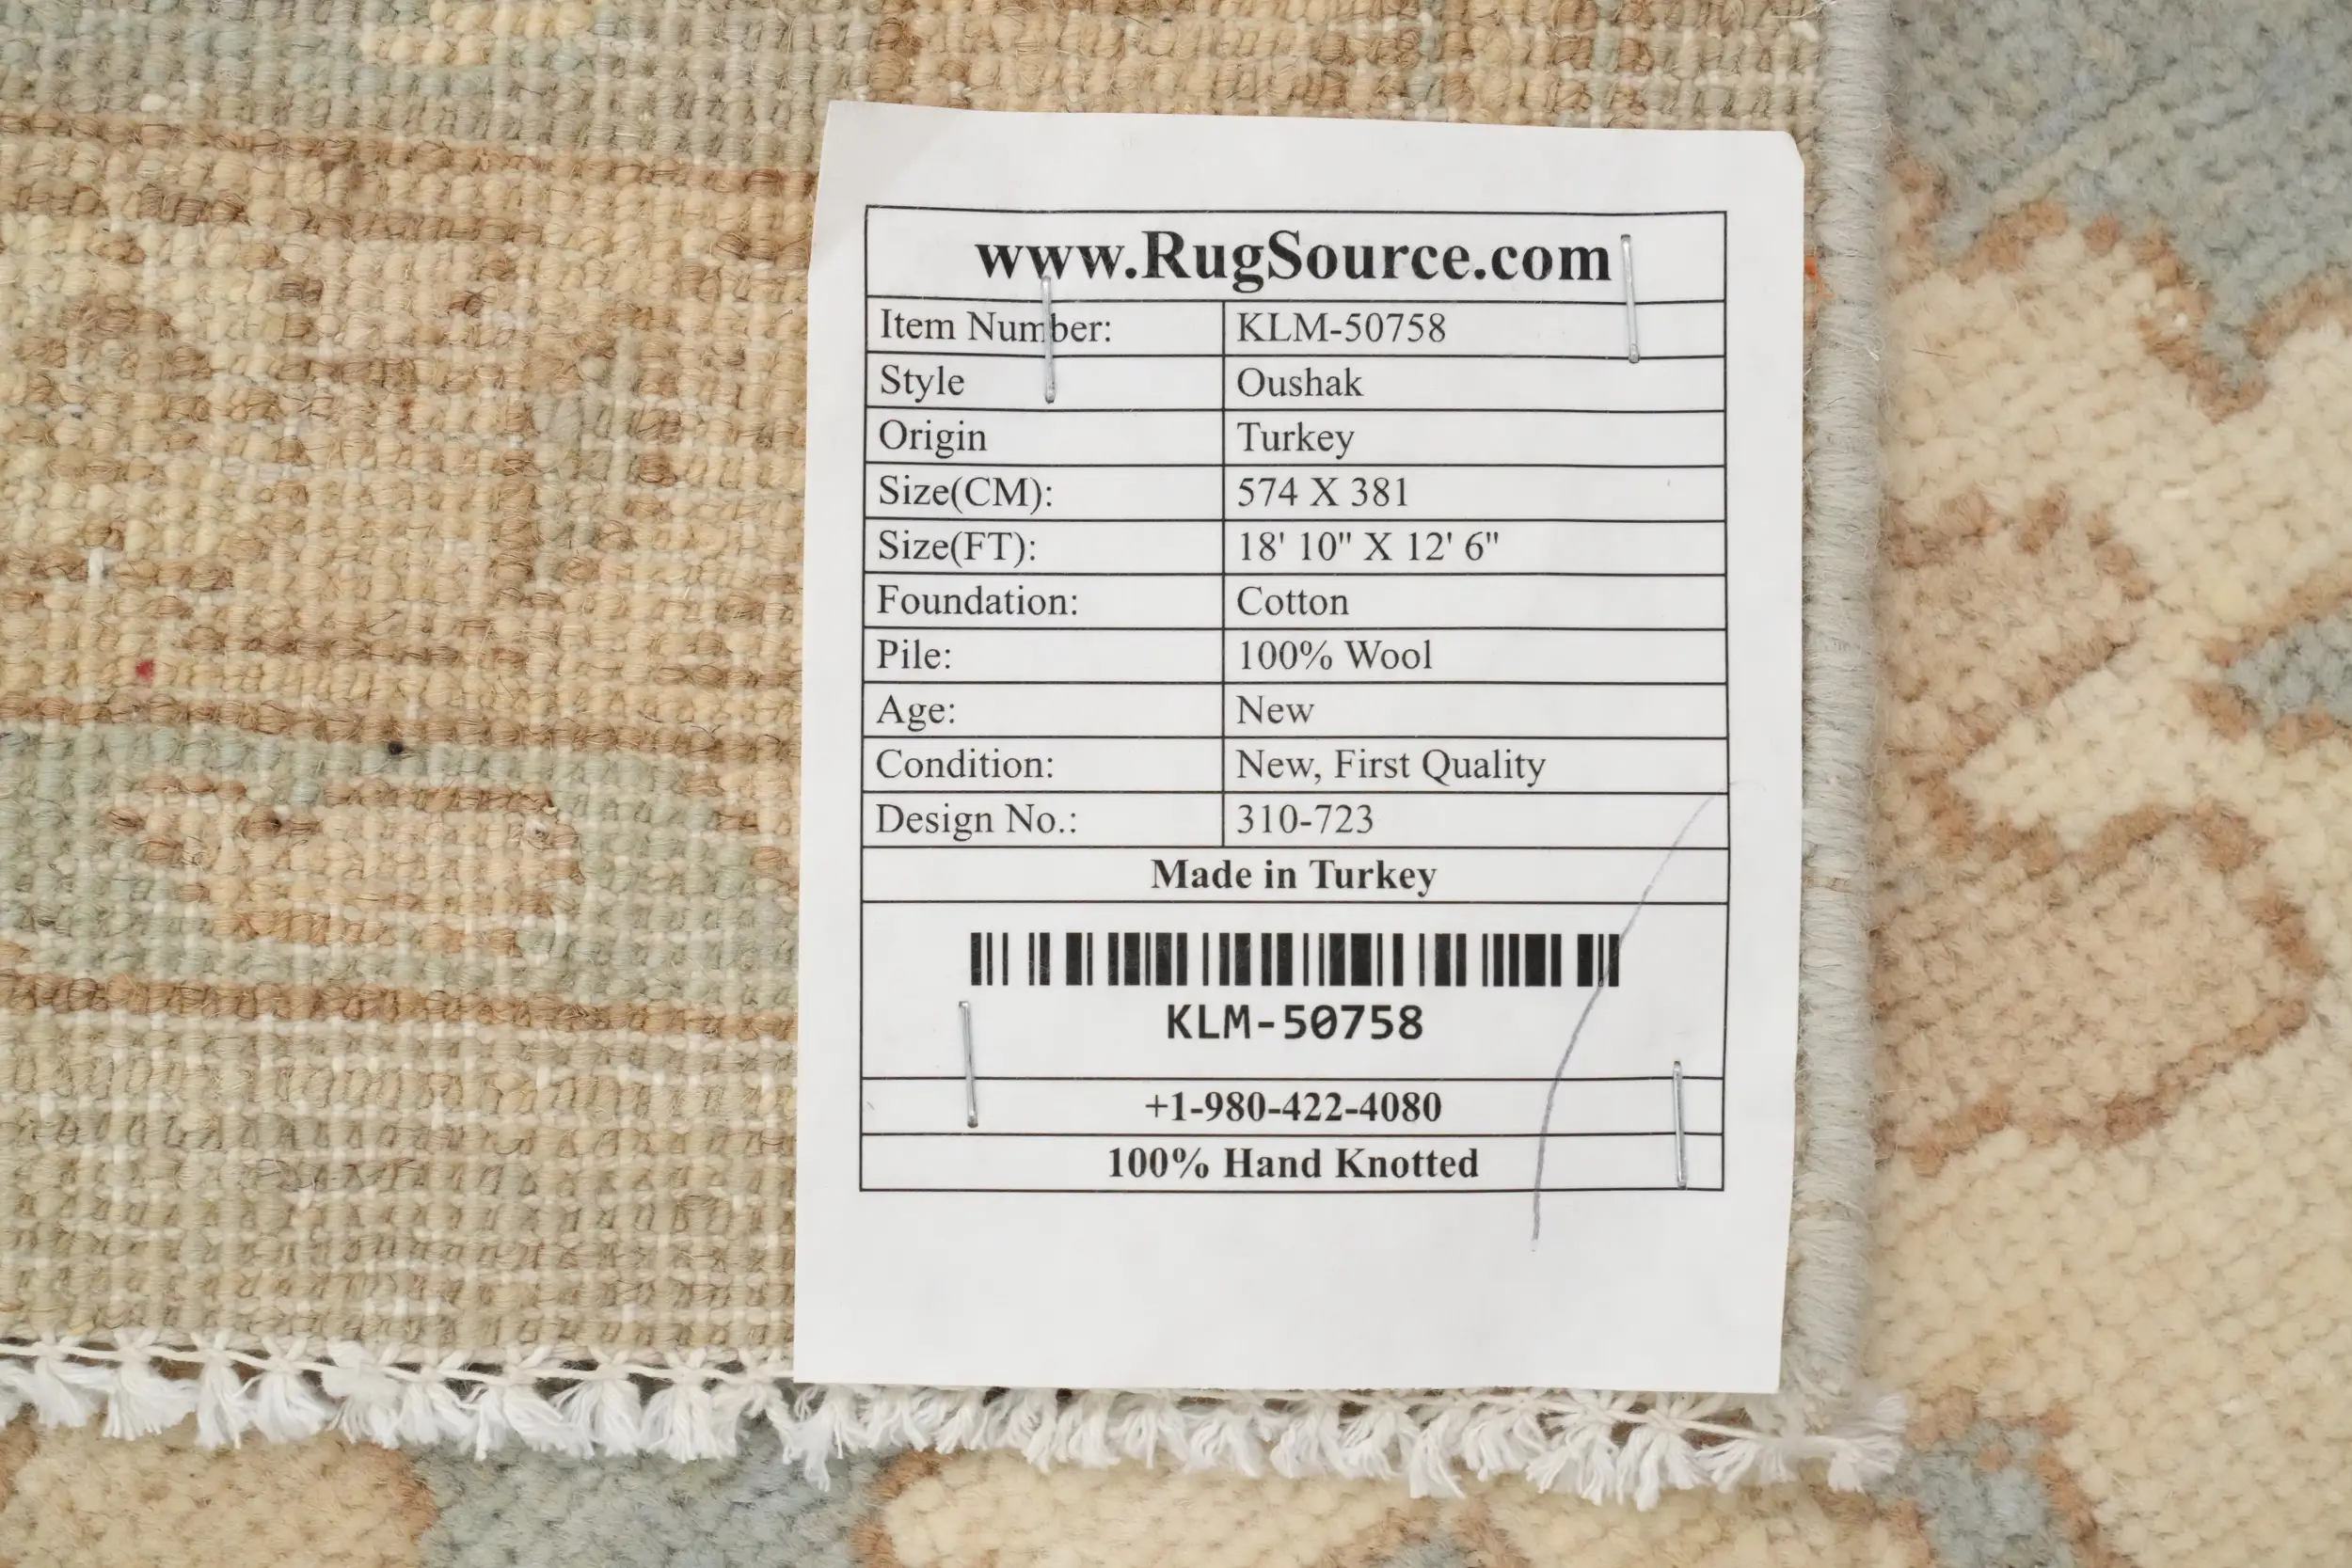 www.RugSource.com
Item Number: KLM-50758
Style Oushak
Origin Turkey
Size(CM): 574 X 381
Size(FT): 18' 10" X 12' 6"
Foundation: Cotton
Pile: 100% Wool
Age: New
Condition: New, First Quality
Design No.: 310-723
Made in Turkey
KLM-50758
+1-980-422-4080
100% Hand Knotted